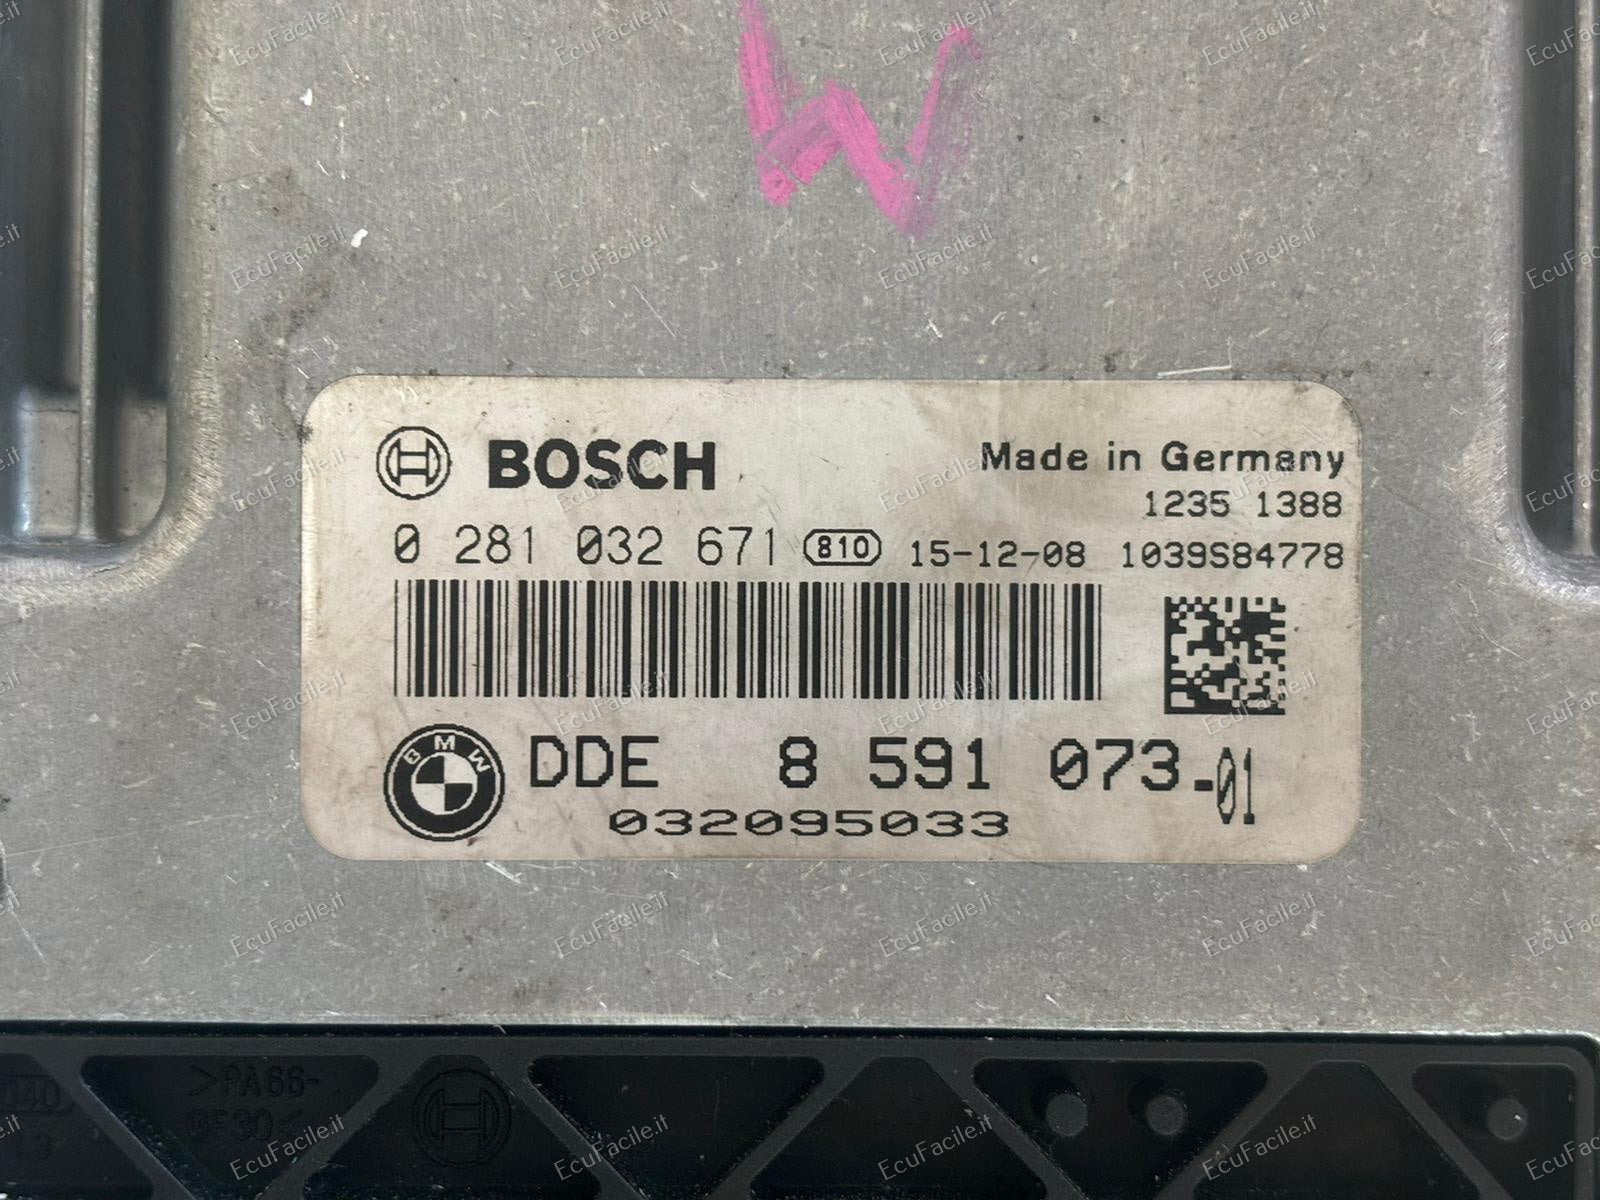 W
BOSCH
Made in Germany
1235 1388
0 281 032 671 810 15-12-08 1039S84778
BMW
DDE 8 591 073-01
032095033
>PA66-
GF30<
EcuFacile.it